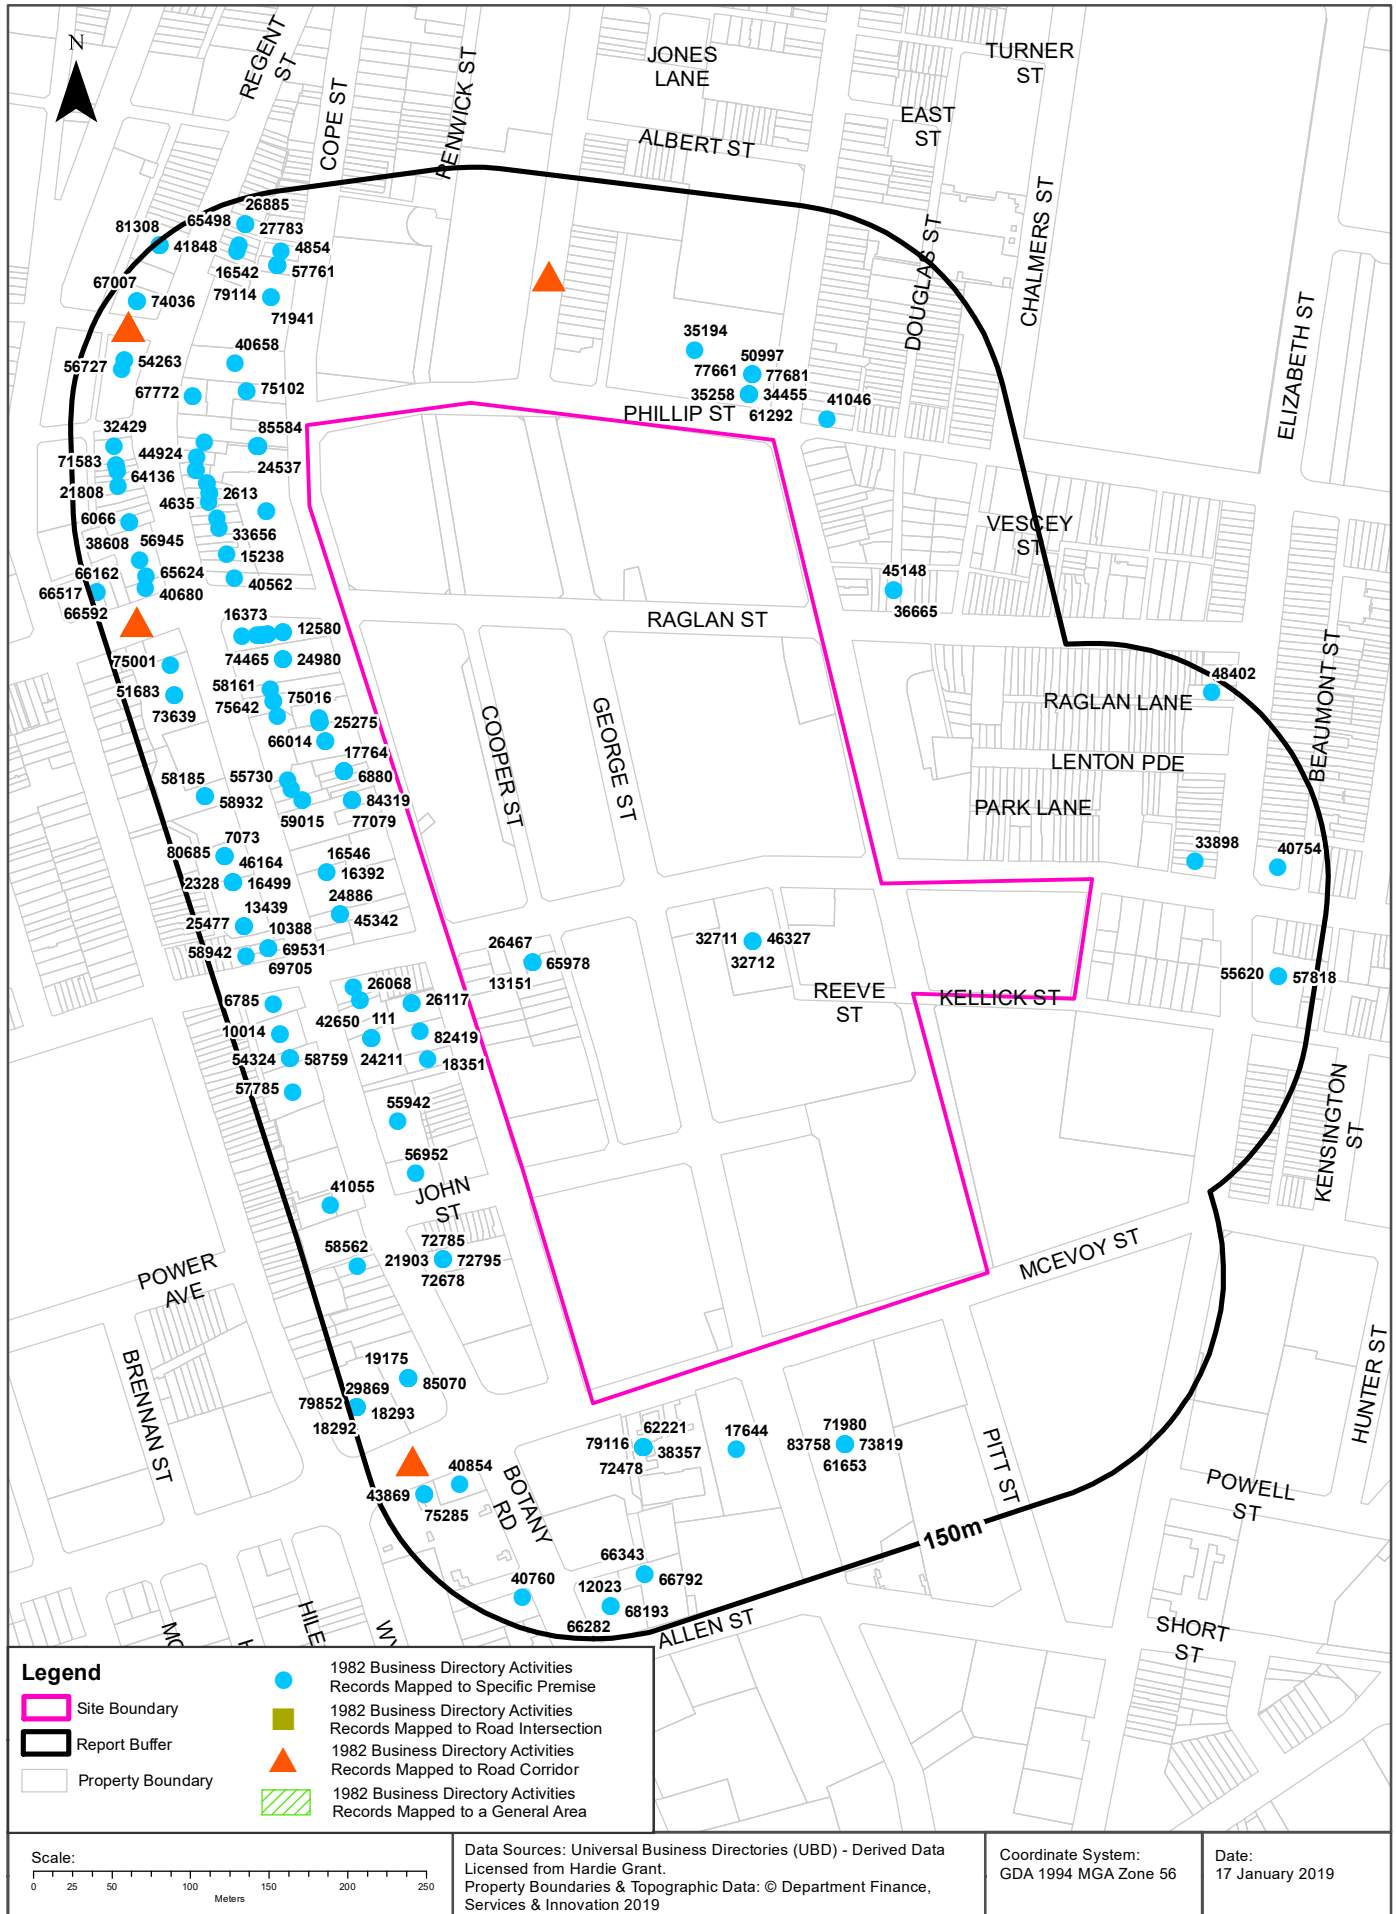 N
REGENT
ST
COPE ST
RENWICK ST
JONES
LANE
TURNER
ST
EAST
ST
ALBERT ST
CHALMERS ST
DOUGLAS ST
ELIZABETH ST
26885
65498
27783
81308
41848
4854
16542
57761
67007
74036
79114
71941
35194
50997
77661
77681
35258
34455
61292
41046
PHILLIP ST
56727
54263
40658
67772
75102
32429
85584
44924
71583
64136
24537
21808
2613
4635
6066
33656
38608
56945
15238
66162
65624
66517
40680
40562
66592
VESCEY
ST
45148
36665
16373
12580
RAGLAN ST
75001
74465
24980
51683
58161
75016
75642
73639
25275
66014
17764
48402
RAGLAN LANE
BEAUMONT ST
COOPER ST
GEORGE ST
LENTON PDE
58185
55730
6880
58932
84319
59015
77079
PARK LANE
7073
80685
46164
16546
2328
16499
16392
33898
40754
13439
24886
25477
10388
45342
58942
69531
69705
26467
65978
13151
32711
46327
32712
55620
57818
REEVE
ST
KELLICK ST
6785
26068
26117
42650
111
10014
82419
54324
58759
24211
18351
57785
55942
KENSINGTON
ST
56952
41055
JOHN
ST
58562
72785
21903
72795
72678
MCEVOY ST
POWER
AVE
BRENNAN ST
19175
29869
85070
79852
18293
18292
HUNTER ST
62221
79116
38357
72478
17644
71980
83758
73819
61653
PITT ST
40854
43869
75285
BOTANY
RD
POWELL
ST
150m
66343
66792
40760
12023
68193
66282
ALLEN ST
SHORT
ST
HILE
Legend
Site Boundary
Report Buffer
Property Boundary
1982 Business Directory Activities
Records Mapped to Specific Premise
1982 Business Directory Activities
Records Mapped to Road Intersection
1982 Business Directory Activities
Records Mapped to Road Corridor
1982 Business Directory Activities
Records Mapped to a General Area
Scale:
0 25 50 100 150 200 250
Meters
Data Sources: Universal Business Directories (UBD) - Derived Data
Licensed from Hardie Grant.
Property Boundaries & Topographic Data: © Department Finance,
Services & Innovation 2019
Coordinate System:
GDA 1994 MGA Zone 56
Date:
17 January 2019